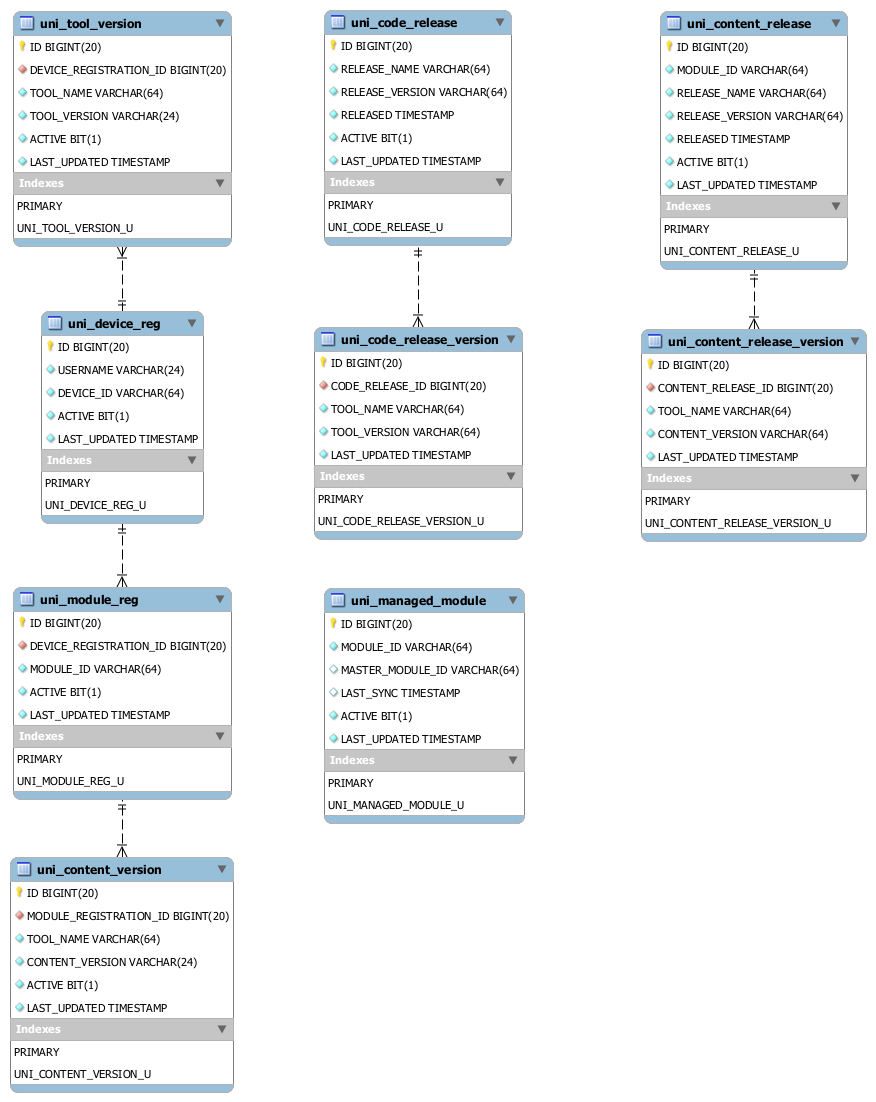 uni_tool_version
ID BIGINT(20)
DEVICE_REGISTRATION_ID BIGINT(20)
TOOL_NAME VARCHAR(64)
TOOL_VERSION VARCHAR(24)
ACTIVE BIT(1)
LAST_UPDATED TIMESTAMP
Indexes
PRIMARY
UNI_TOOL_VERSION_U
uni_device_reg
ID BIGINT(20)
USERNAME VARCHAR(24)
DEVICE_ID VARCHAR(64)
ACTIVE BIT(1)
LAST_UPDATED TIMESTAMP
Indexes
PRIMARY
UNI_DEVICE_REG_U
uni_module_reg
ID BIGINT(20)
DEVICE_REGISTRATION_ID BIGINT(20)
MODULE_ID VARCHAR(64)
ACTIVE BIT(1)
LAST_UPDATED TIMESTAMP
Indexes
PRIMARY
UNI_MODULE_REG_U
uni_content_version
ID BIGINT(20)
MODULE_REGISTRATION_ID BIGINT(20)
TOOL_NAME VARCHAR(64)
CONTENT_VERSION VARCHAR(24)
ACTIVE BIT(1)
LAST_UPDATED TIMESTAMP
Indexes
PRIMARY
UNI_CONTENT_VERSION_U
uni_code_release
ID BIGINT(20)
RELEASE_NAME VARCHAR(64)
RELEASE_VERSION VARCHAR(64)
RELEASED TIMESTAMP
ACTIVE BIT(1)
LAST_UPDATED TIMESTAMP
Indexes
PRIMARY
UNI_CODE_RELEASE_U
uni_code_release_version
ID BIGINT(20)
CODE_RELEASE_ID BIGINT(20)
TOOL_NAME VARCHAR(64)
TOOL_VERSION VARCHAR(64)
LAST_UPDATED TIMESTAMP
Indexes
PRIMARY
UNI_CODE_RELEASE_VERSION_U
uni_managed_module
ID BIGINT(20)
MODULE_ID VARCHAR(64)
MASTER_MODULE_ID VARCHAR(64)
LAST_SYNC TIMESTAMP
ACTIVE BIT(1)
LAST_UPDATED TIMESTAMP
Indexes
PRIMARY
UNI_MANAGED_MODULE_U
uni_content_release
ID BIGINT(20)
MODULE_ID VARCHAR(64)
RELEASE_NAME VARCHAR(64)
RELEASE_VERSION VARCHAR(64)
RELEASED TIMESTAMP
ACTIVE BIT(1)
LAST_UPDATED TIMESTAMP
Indexes
PRIMARY
UNI_CONTENT_RELEASE_U
uni_content_release_version
ID BIGINT(20)
CONTENT_RELEASE_ID BIGINT(20)
TOOL_NAME VARCHAR(64)
CONTENT_VERSION VARCHAR(64)
LAST_UPDATED TIMESTAMP
Indexes
PRIMARY
UNI_CONTENT_RELEASE_VERSION_U